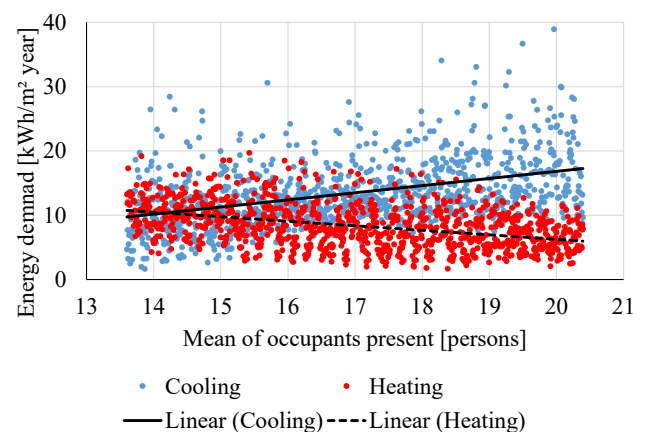 Energy demnad [kWh/m² year]
40
30
20
10
0
13 14 15 16 17 18 19 20 21
Mean of occupants present [persons]
Cooling Heating
Linear (Cooling) Linear (Heating)